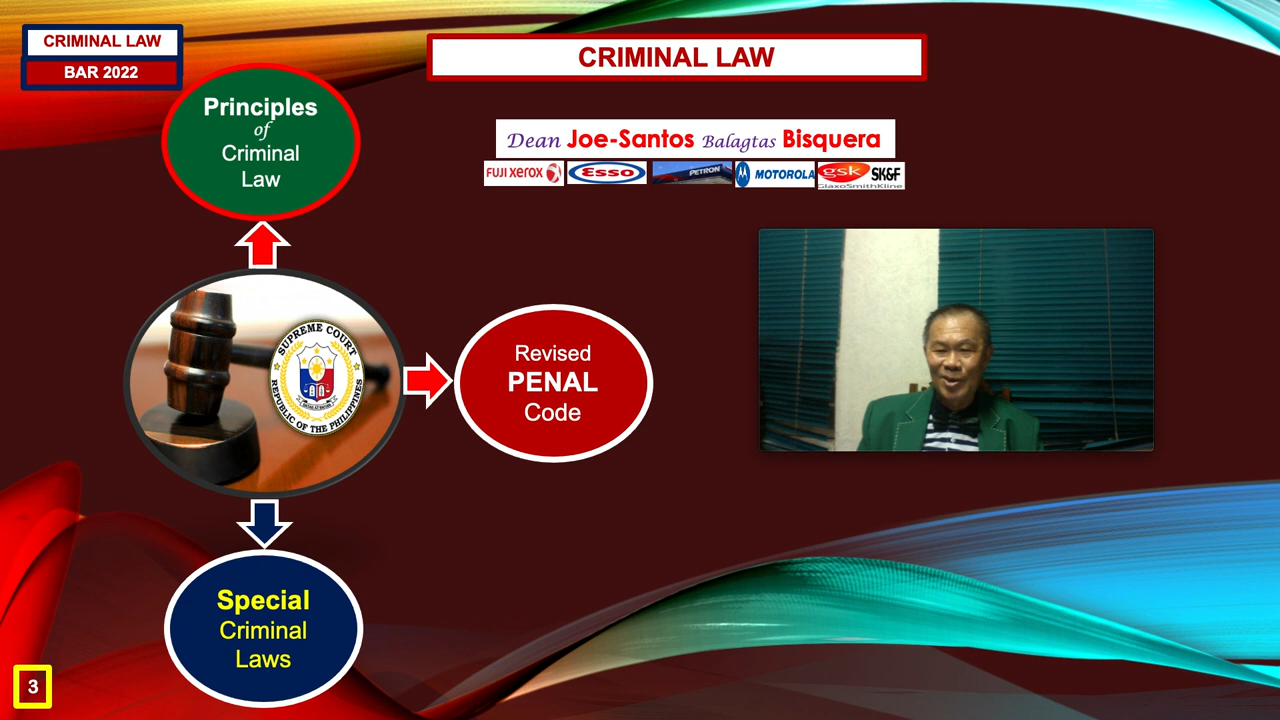 CRIMINAL LAW
BAR 2022
CRIMINAL LAW
Dean Joe-Santos Balagtas Bisquera
FUJI XEROX
ESSO
PETRON
MOTOROLA
gsk SK&F
GlaxoSmithKline
Principles
of
Criminal
Law
SUPREME COURT
REPUBLIC OF THE PHILIPPINES
Revised
PENAL
Code
Special
Criminal
Laws
3